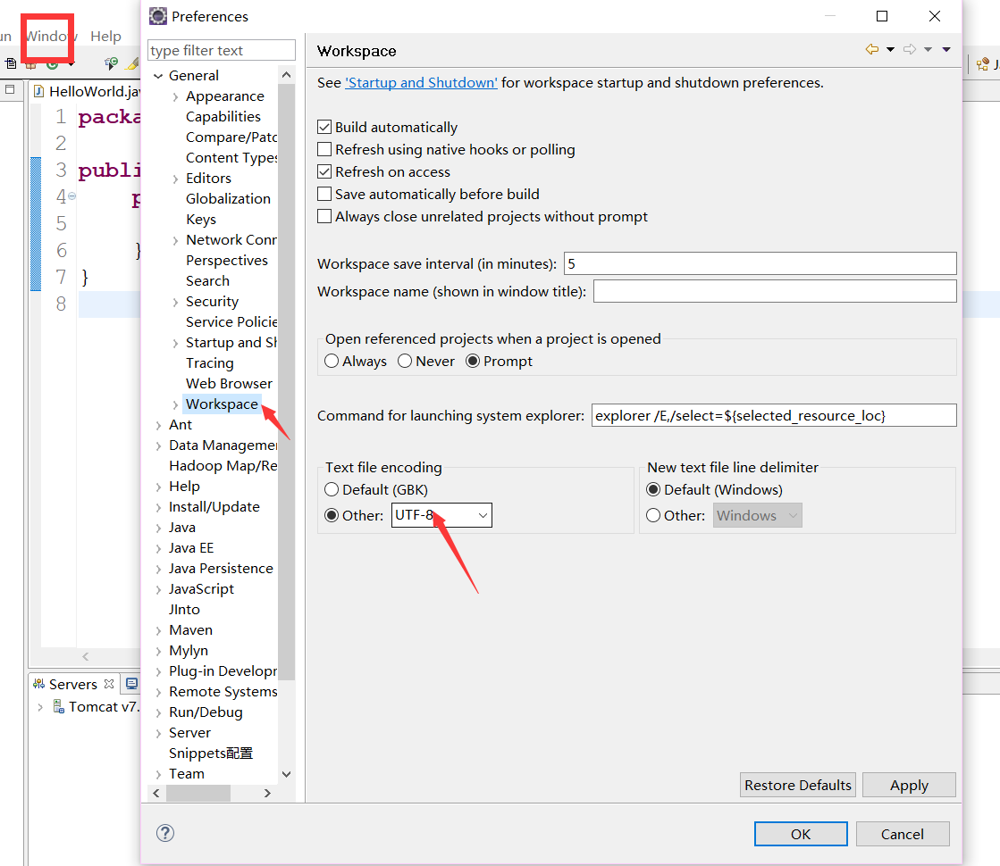 Preferences
un Window Help
type filter text
Workspace
HelloWorld.ja
See 'Startup and Shutdown' for workspace startup and shutdown preferences.
General
Appearance
Capabilities
Compare/Patc
Content Types
Editors
Globalization
Keys
Network Conr
Perspectives
Search
Security
Service Policie
Startup and Sh
Tracing
Web Browser
Workspace
Ant
Data Managemer
Hadoop Map/Re
Help
Install/Update
Java
Java EE
Java Persistence
JavaScript
JInto
Maven
Mylyn
Plug-in Developr
Remote Systems
Run/Debug
Server
Snippets配置
Team
1 packa
2
3 publi
4 p
5
6 }
7 }
8
Build automatically
Refresh using native hooks or polling
Refresh on access
Save automatically before build
Always close unrelated projects without prompt
Workspace save interval (in minutes): 5
Workspace name (shown in window title):
Open referenced projects when a project is opened
Always Never Prompt
Command for launching system explorer: explorer /E,/select=${selected_resource_loc}
Text file encoding
Default (GBK)
Other: UTF-8
New text file line delimiter
Default (Windows)
Other: Windows
Servers
Tomcat v7.
Restore Defaults Apply
OK Cancel